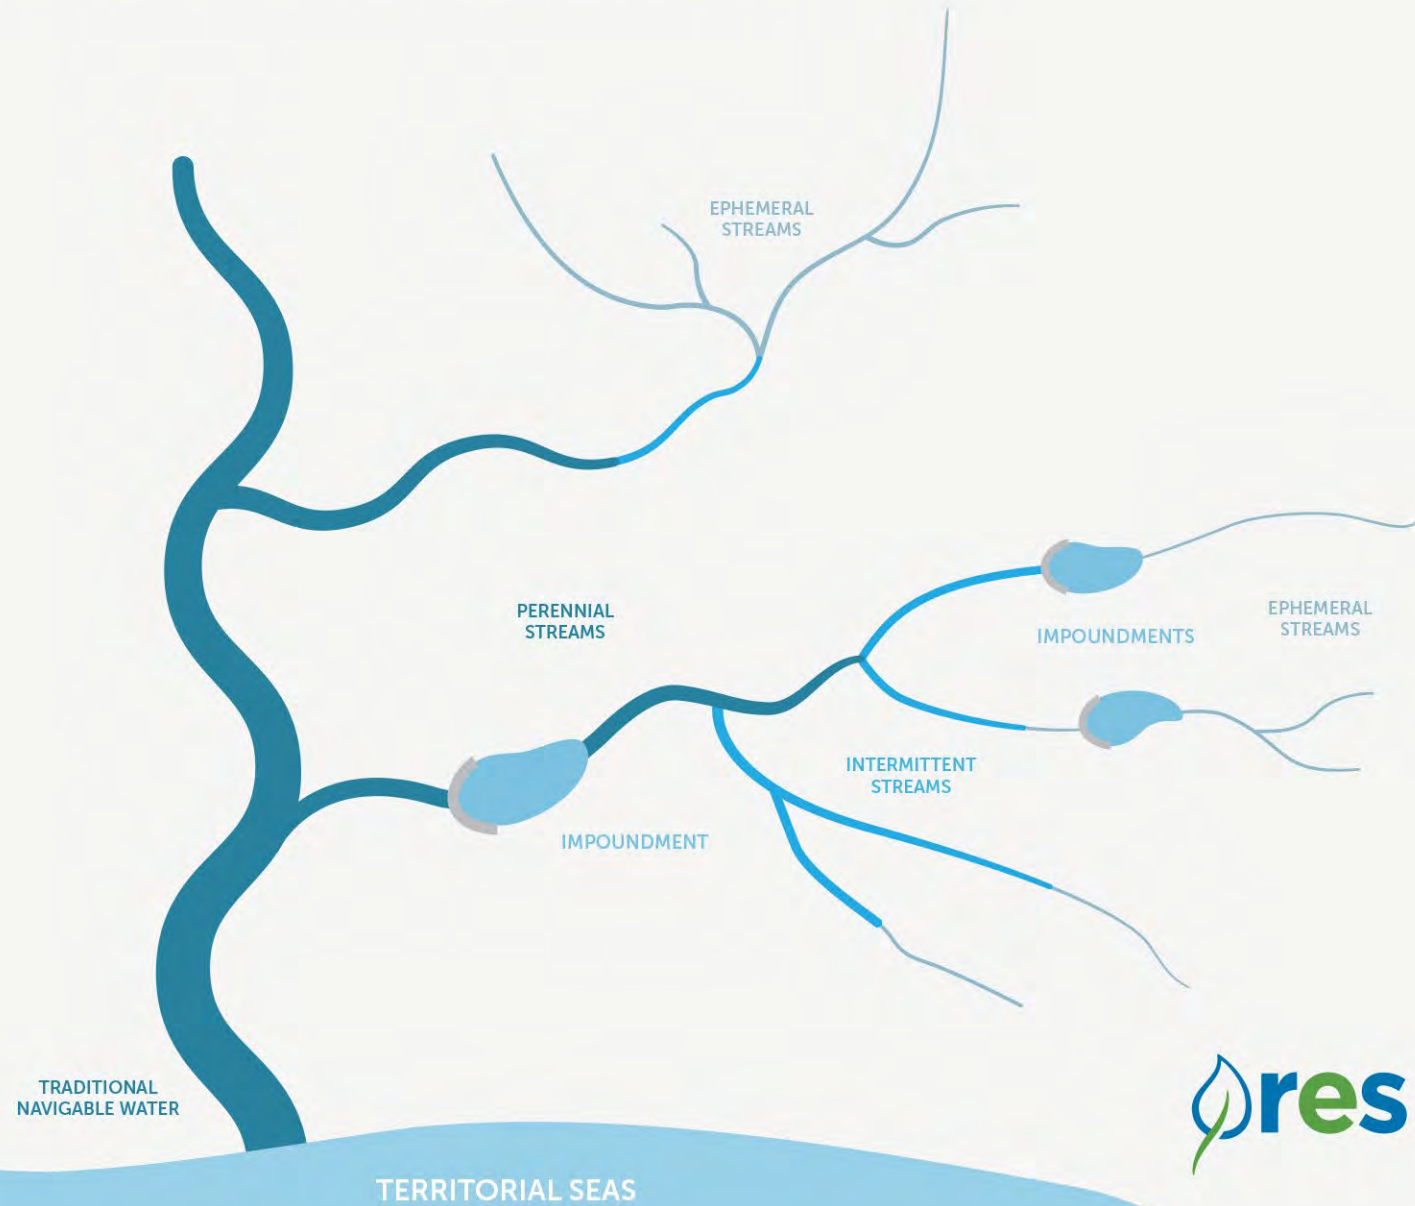 EPHEMERAL
STREAMS
PERENNIAL
STREAMS
IMPOUNDMENTS
EPHEMERAL
STREAMS
INTERMITTENT
STREAMS
IMPOUNDMENT
TRADITIONAL
NAVIGABLE WATER
res
TERRITORIAL SEAS